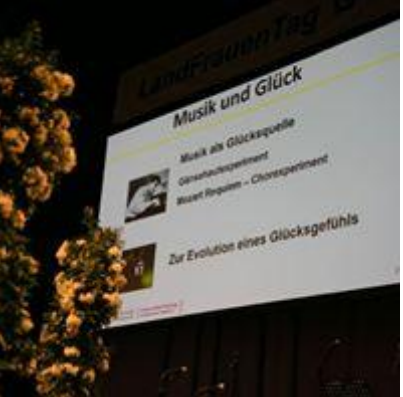 LandFrauenTag
Musik und Glück
Musik als Glücksquelle
Gänsehautexperiment
Mozart Requiem – Chorexperiment
Zur Evolution eines Glücksgefühls